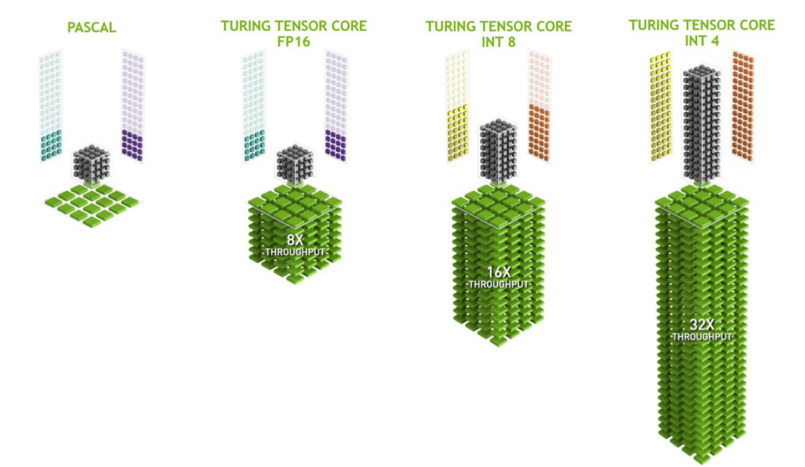 PASCAL
TURING TENSOR CORE
FP16
TURING TENSOR CORE
INT 8
TURING TENSOR CORE
INT 4
8X
THROUGHPUT
16X
THROUGHPUT
32X
THROUGHPUT